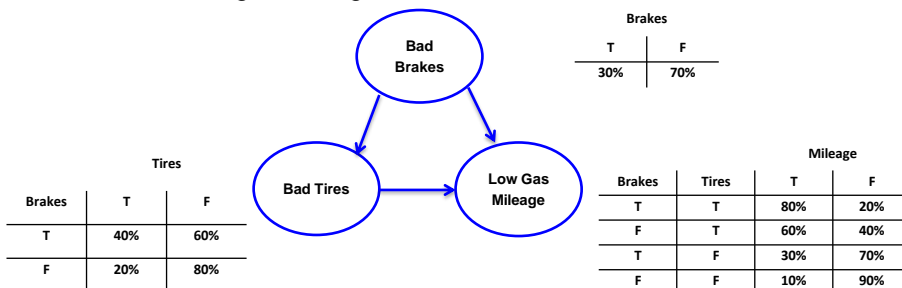 Brakes
T F
30% 70%
Bad
Brakes
Tires
Brakes T F
T 40% 60%
F 20% 80%
Bad Tires
Low Gas
Mileage
Mileage
Brakes Tires T F
T T 80% 20%
F T 60% 40%
T F 30% 70%
F F 10% 90%